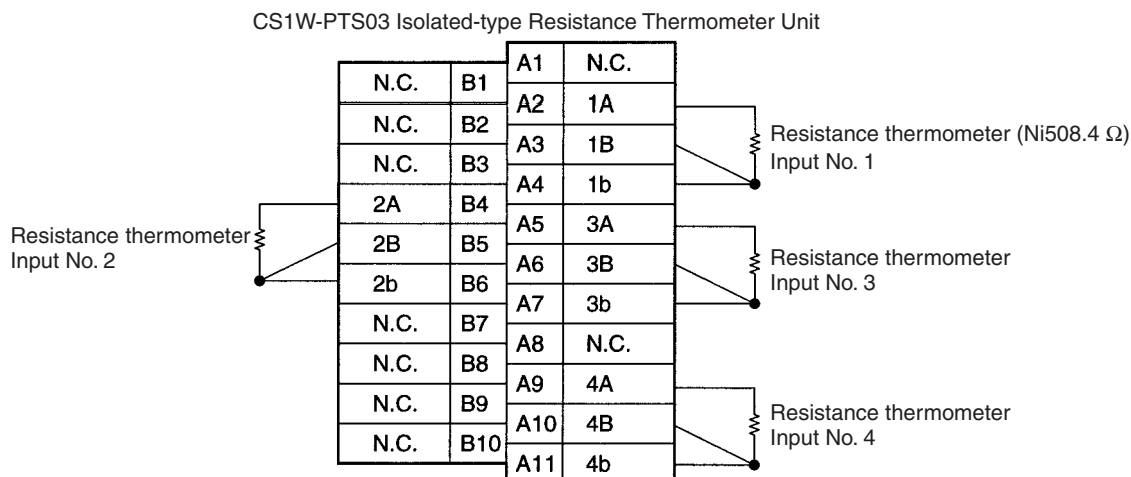 CS1W-PTS03 Isolated-type Resistance Thermometer Unit
N.C. B1
N.C. B2
N.C. B3
2A B4
2B B5
2b B6
N.C. B7
N.C. B8
N.C. B9
N.C. B10
A1 N.C.
A2 1A
A3 1B
A4 1b
A5 3A
A6 3B
A7 3b
A8 N.C.
A9 4A
A10 4B
A11 4b
Resistance thermometer
Input No. 2
Resistance thermometer (Ni508.4 Ω)
Input No. 1
Resistance thermometer
Input No. 3
Resistance thermometer
Input No. 4